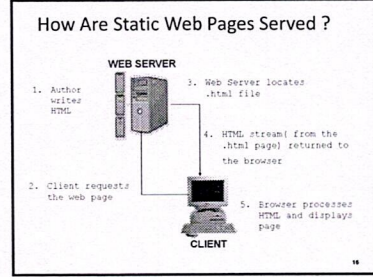 How Are Static Web Pages Served ?
WEB SERVER
1. Author
writes
HTML
3. Web Server locates
.html file
4. HTML stream( from the
.html page) returned to
the browser
2. Client requests
the web page
5. Browser processes
HTML and displays
page
CLIENT
16